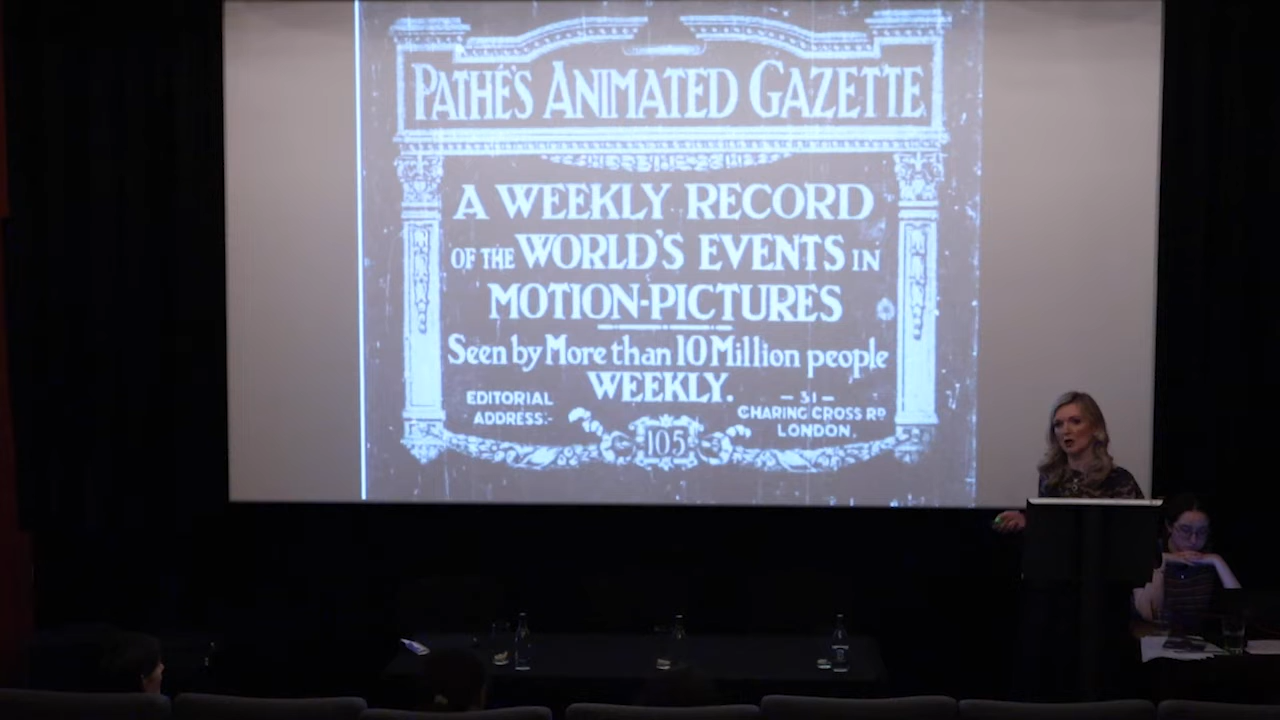 PATHÉ'S ANIMATED GAZETTE
A WEEKLY RECORD
OF THE WORLD'S EVENTS IN
MOTION-PICTURES
Seen by More than 10 Million people
WEEKLY.
EDITORIAL
ADDRESS:-
— 31 —
CHARING CROSS RD
LONDON.
105